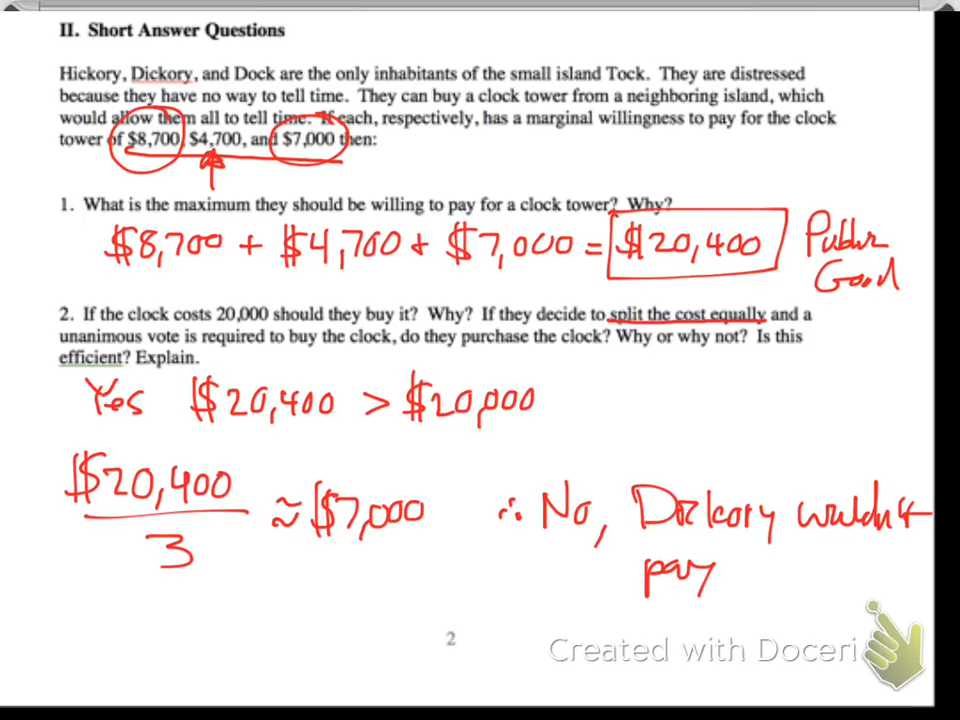 II. Short Answer Questions
Hickory, Dickory, and Dock are the only inhabitants of the small island Tock. They are distressed
because they have no way to tell time. They can buy a clock tower from a neighboring island, which
would allow them all to tell time. If each, respectively, has a marginal willingness to pay for the clock
tower of $8,700, $4,700, and $7,000 then:
1. What is the maximum they should be willing to pay for a clock tower? Why?
$8,700 + $4,700 + $7,000 = $20,400 Public
Good
2. If the clock costs 20,000 should they buy it? Why? If they decide to split the cost equally and a
unanimous vote is required to buy the clock, do they purchase the clock? Why or why not? Is this
efficient? Explain.
Yes $20,400 > $20,000
$20,400
3
≈ $7,000 ∴ No, Dickory wouldn't
pay
2
Created with Doceri